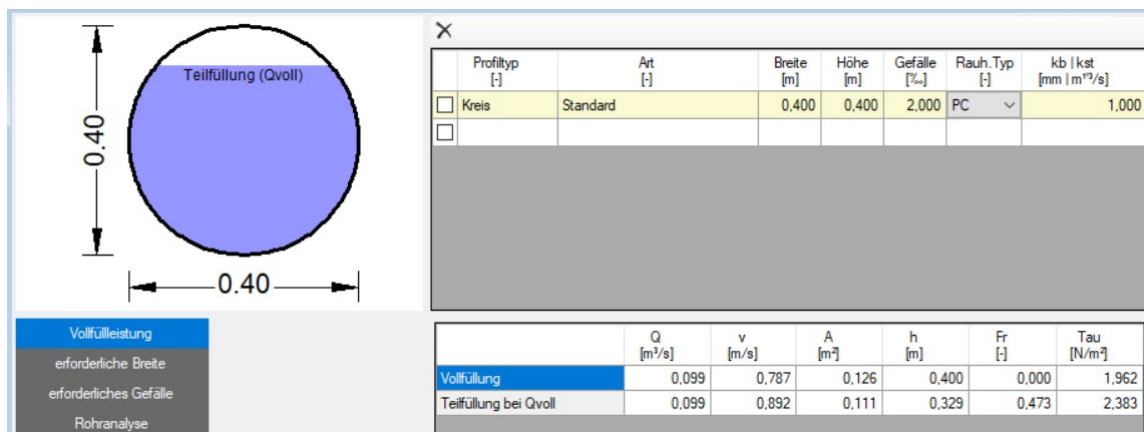 Teilfüllung (Qvoll)
0.40
0.40
Profiltyp Art Breite Höhe Gefälle Rauh.Typ kb | kst
[-] [-] [m] [m] [‰] [-] [mm | m¹³/s]
Kreis Standard 0,400 0,400 2,000 PC 1,000
Vollfülleistung
erforderliche Breite
erforderliches Gefälle
Rohranalyse
Q v A h Fr Tau
[m³/s] [m/s] [m²] [m] [-] [N/m²]
Vollfüllung 0,099 0,787 0,126 0,400 0,000 1,962
Teilfüllung bei Qvoll 0,099 0,892 0,111 0,329 0,473 2,383